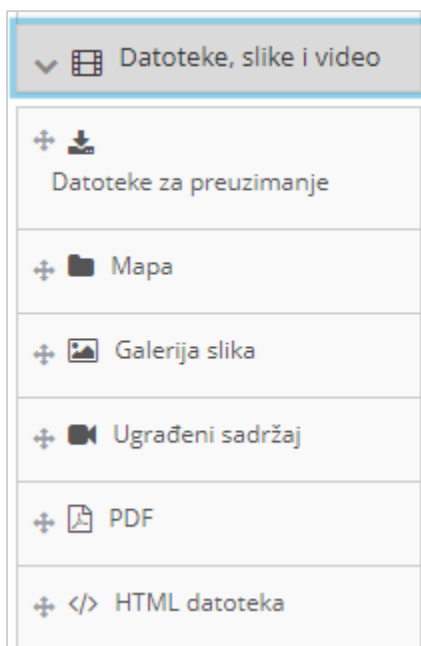 Datoteke, slike i video
Datoteke za preuzimanje
Mapa
Galerija slika
Ugrađeni sadržaj
PDF
HTML datoteka